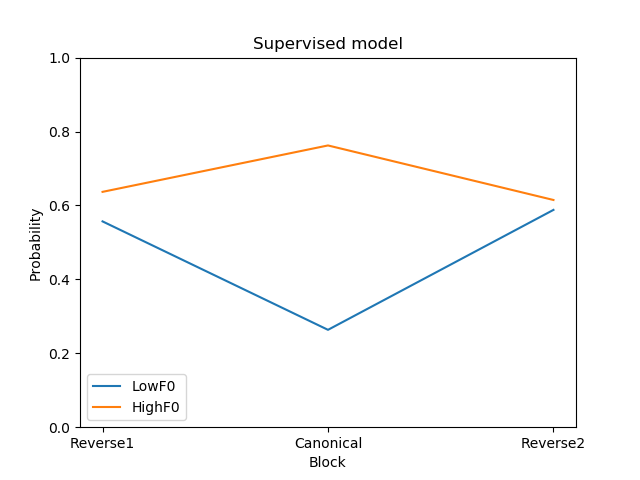 Supervised model
1.0
0.8
0.6
0.4
0.2
0.0
Probability
LowF0
HighF0
Reverse1 Canonical Reverse2
Block